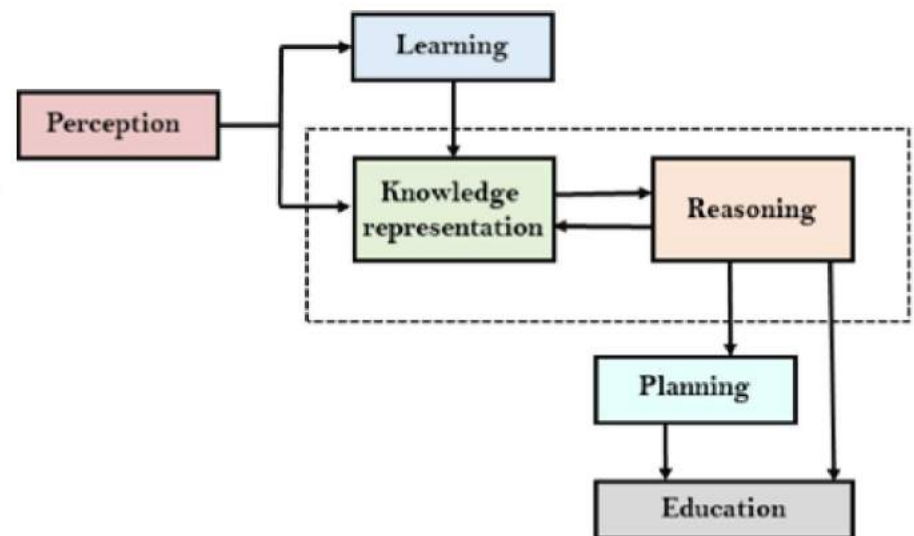 Learning
Perception
Knowledge
representation
Reasoning
Planning
Education